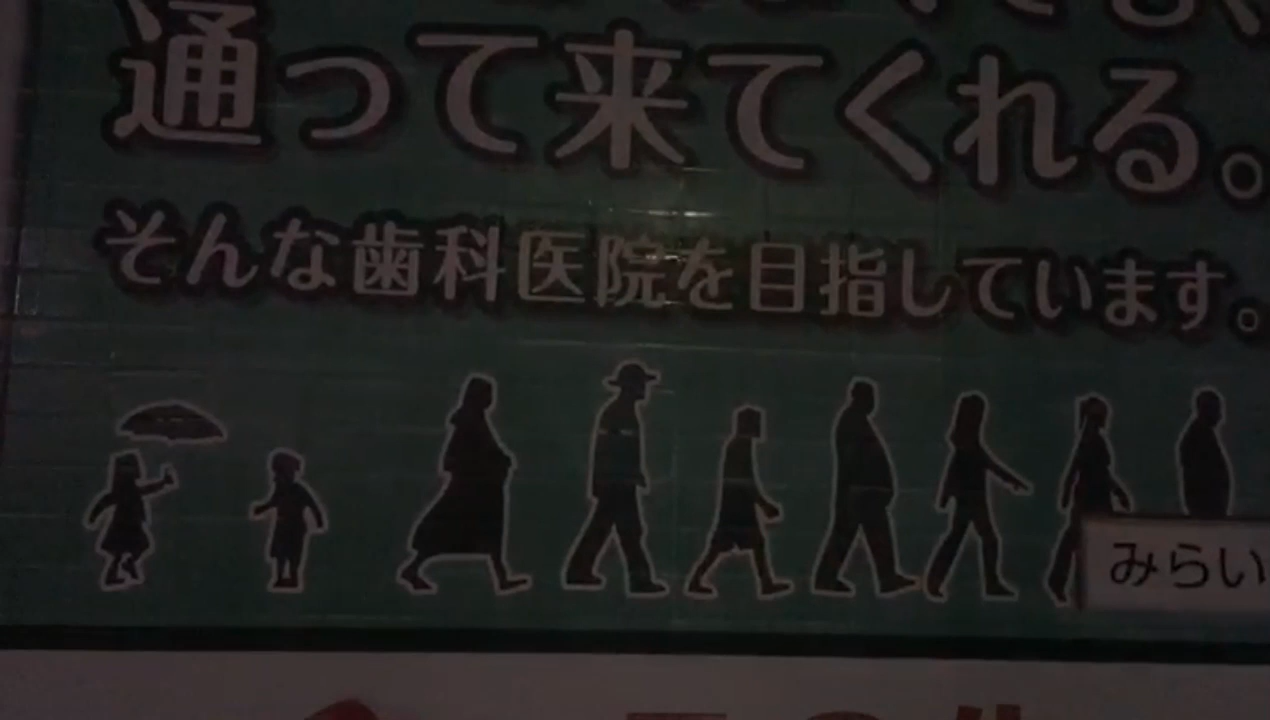 通って来てくれる。
そんな歯科医院を目指しています。
みらい